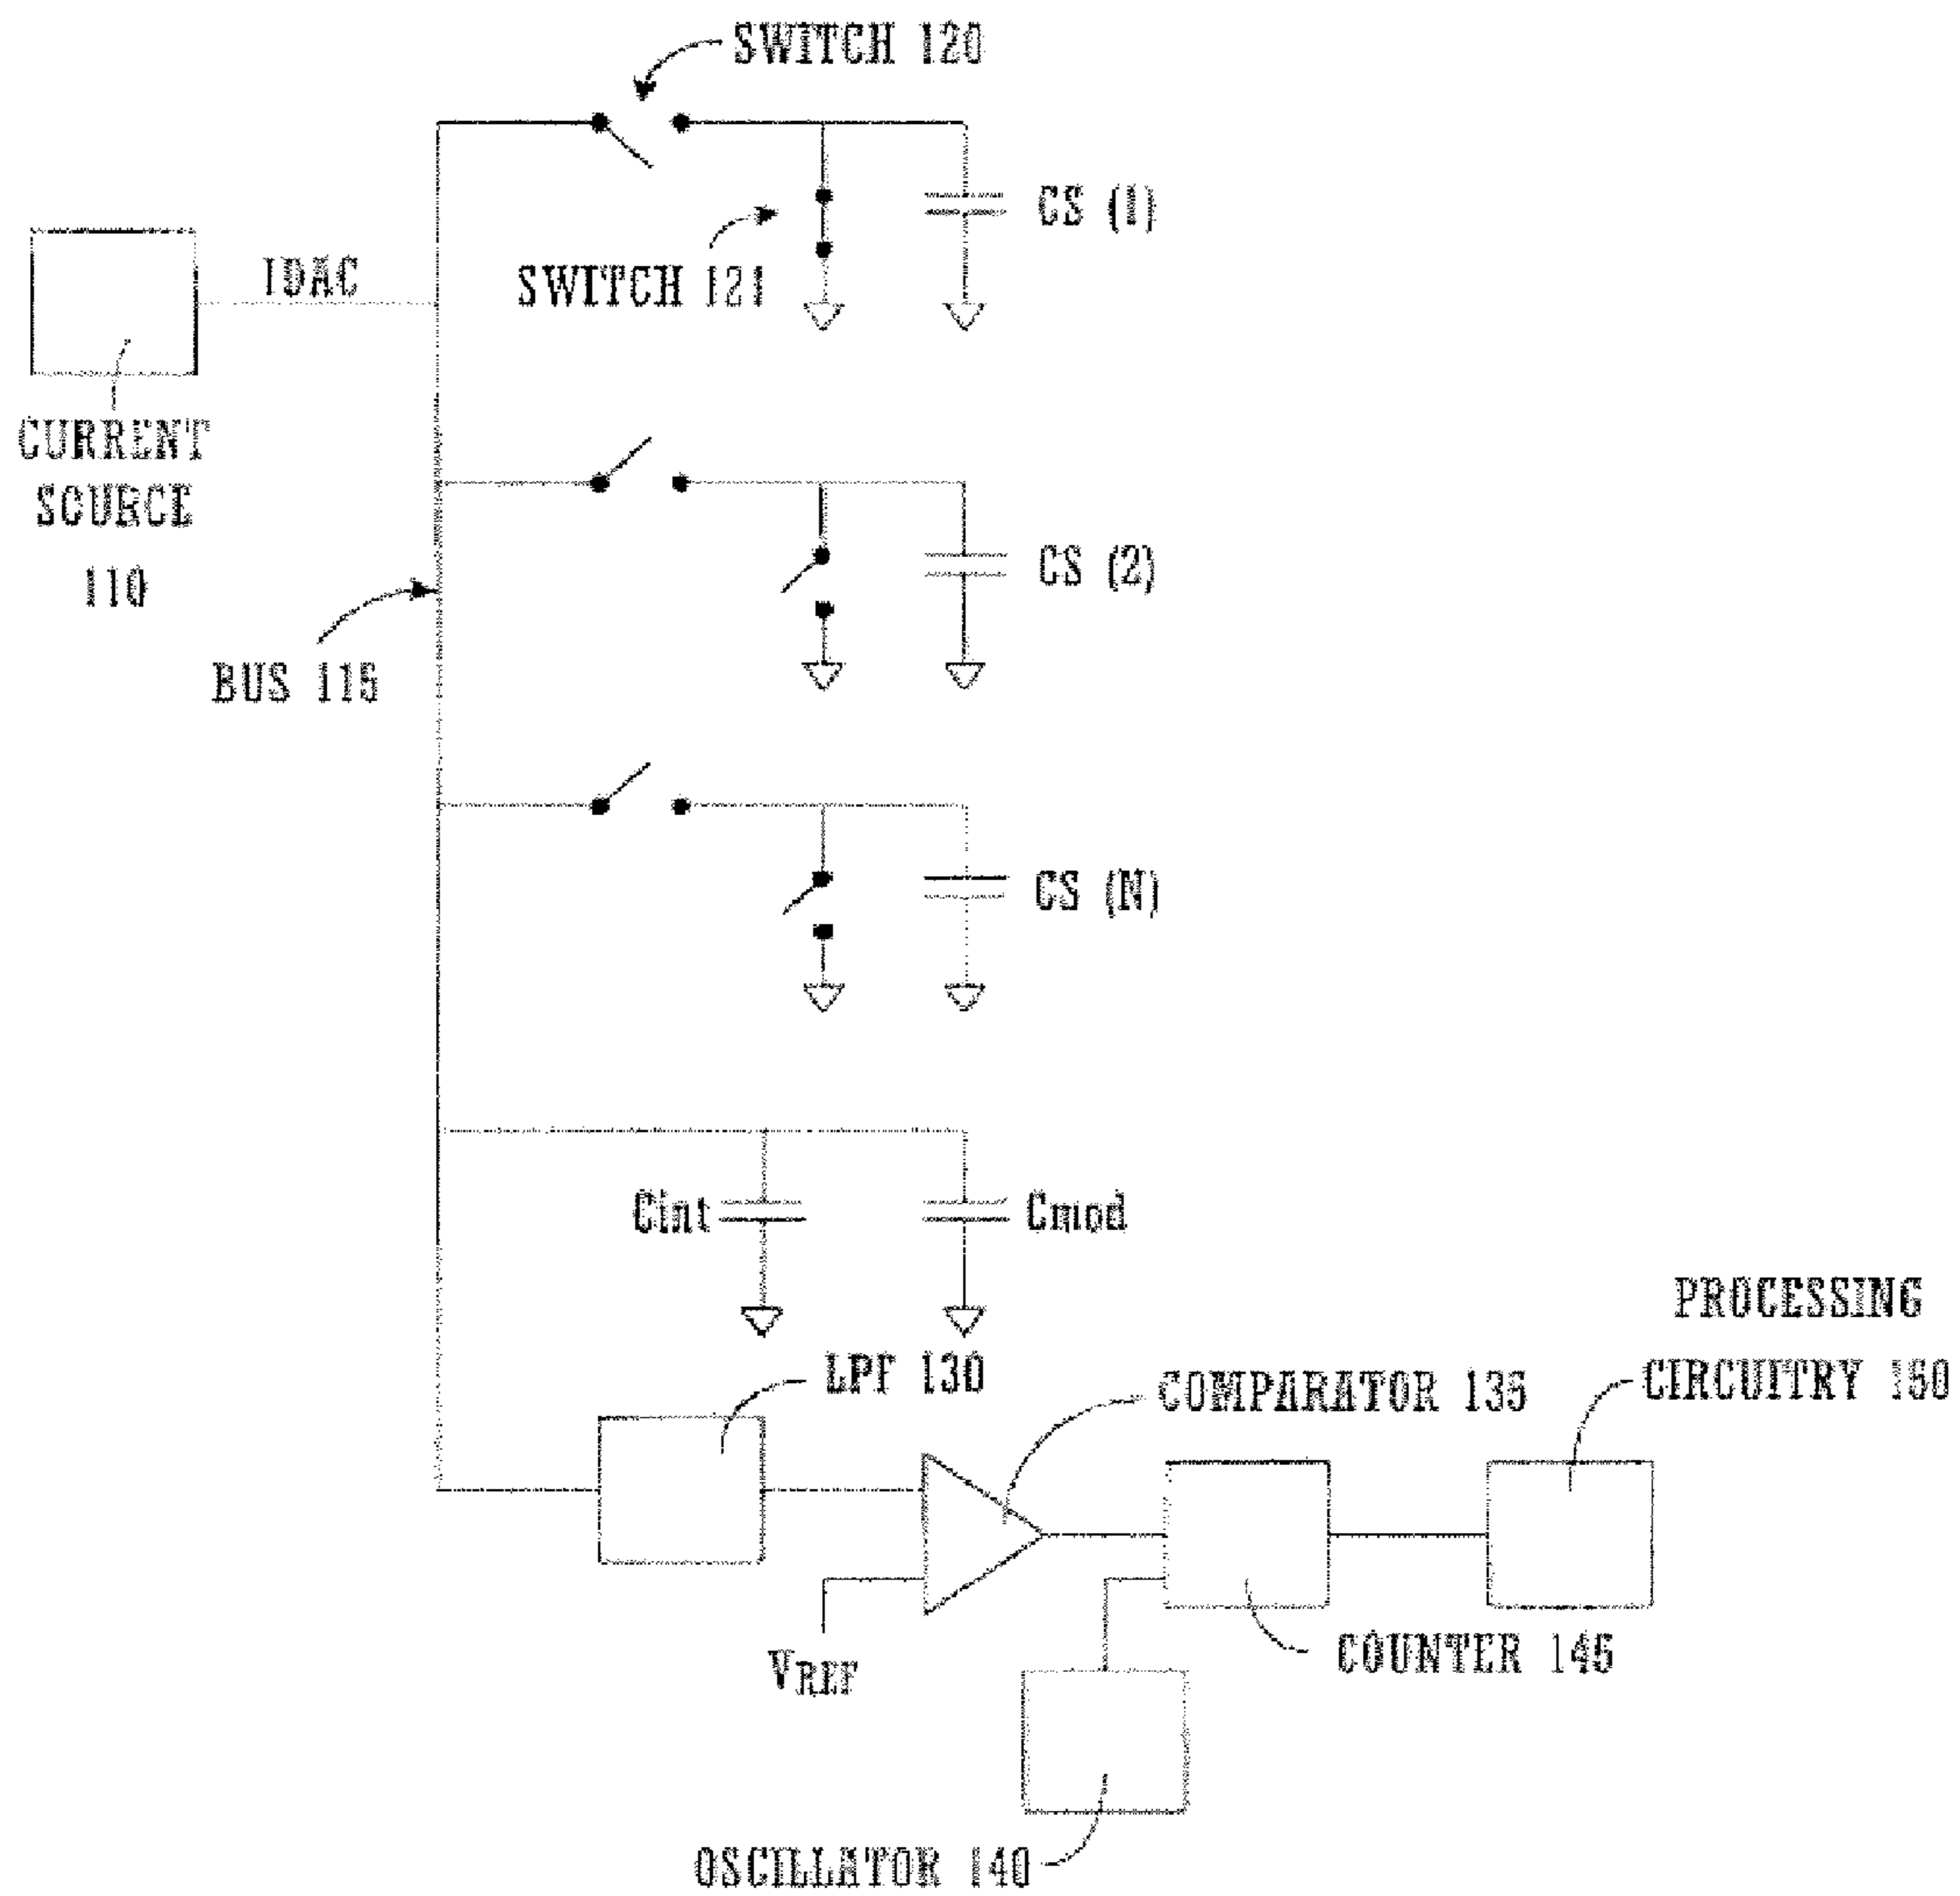 SWITCH 120
CS (1)
SWITCH 121
IDAC
CURRENT
SOURCE
110
CS (2)
BUS 115
CS (N)
Cint
Cmod
PROCESSING
CIRCUITRY 150
LPF 130
COMPARATOR 135
VREF
COUNTER 145
OSCILLATOR 140